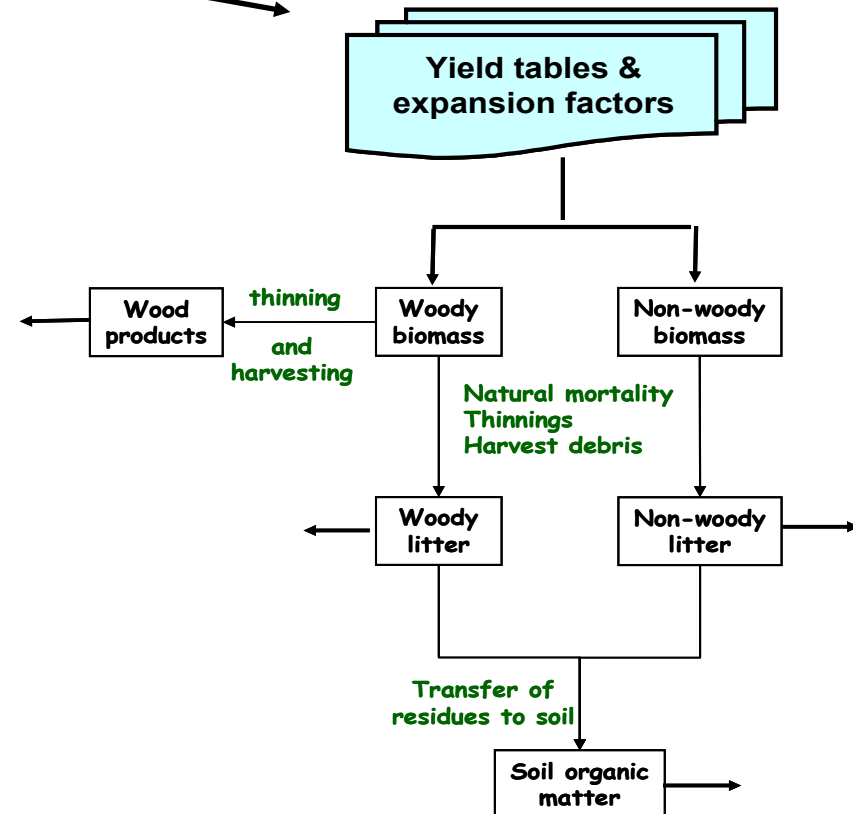 Yield tables &
expansion factors
thinning
and
harvesting
Wood
products
Woody
biomass
Non-woody
biomass
Natural mortality
Thinnings
Harvest debris
Woody
litter
Non-woody
litter
Transfer of
residues to soil
Soil organic
matter